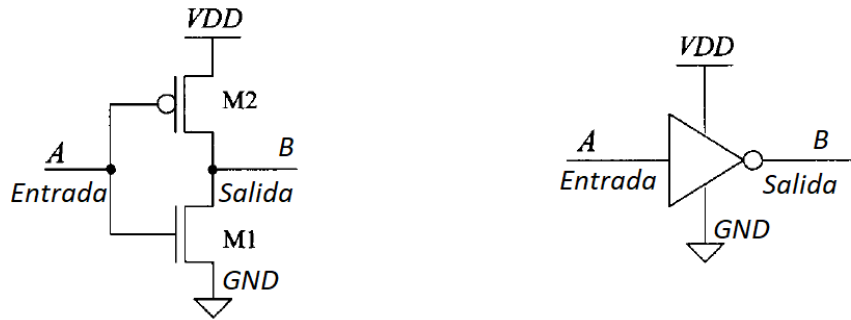 VDD
M2
A
B
Entrada
Salida
M1
GND
VDD
A
B
Entrada
Salida
GND